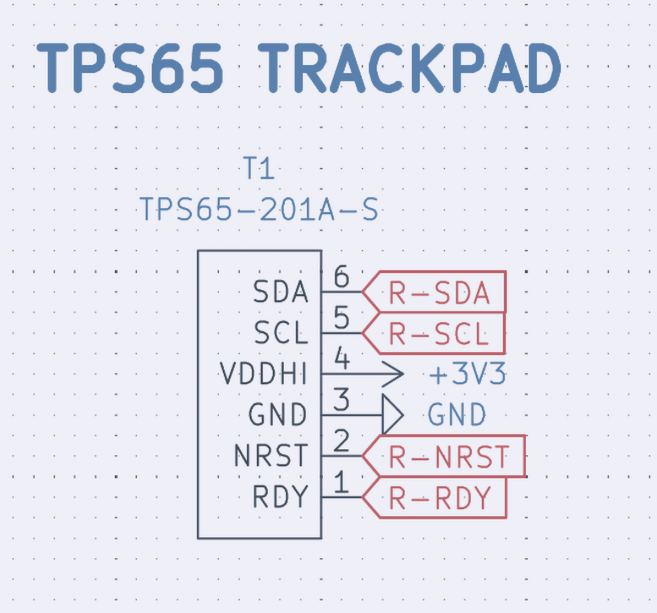 TPS65 TRACKPAD
T1
TPS65-201A-S
SDA 6 R-SDA
SCL 5 R-SCL
VDDHI 4 +3V3
GND 3 GND
NRST 2 R-NRST
RDY 1 R-RDY